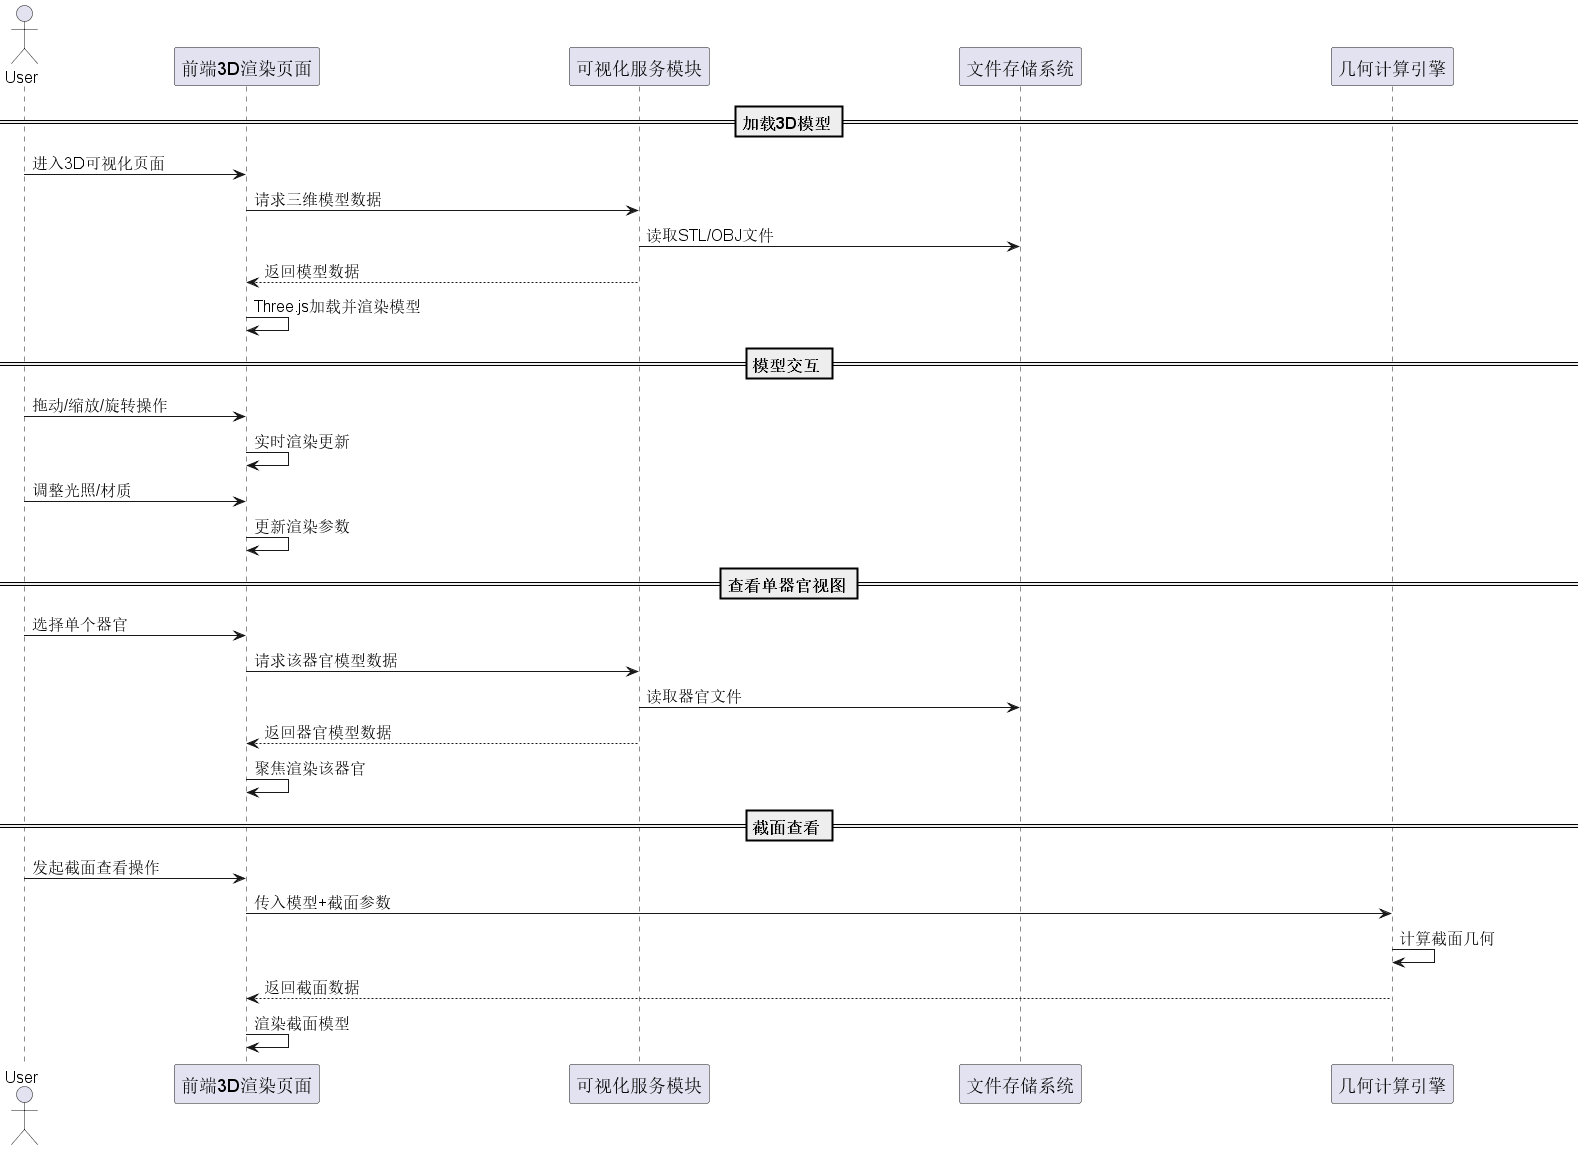 User
前端3D渲染页面
可视化服务模块
文件存储系统
几何计算引擎
加载3D模型
进入3D可视化页面
请求三维模型数据
读取STL/OBJ文件
返回模型数据
Three.js加载并渲染模型
模型交互
拖动/缩放/旋转操作
实时渲染更新
调整光照/材质
更新渲染参数
查看单器官视图
选择单个器官
请求该器官模型数据
读取器官文件
返回器官模型数据
聚焦渲染该器官
截面查看
发起截面查看操作
传入模型+截面参数
计算截面几何
返回截面数据
渲染截面模型
User
前端3D渲染页面
可视化服务模块
文件存储系统
几何计算引擎